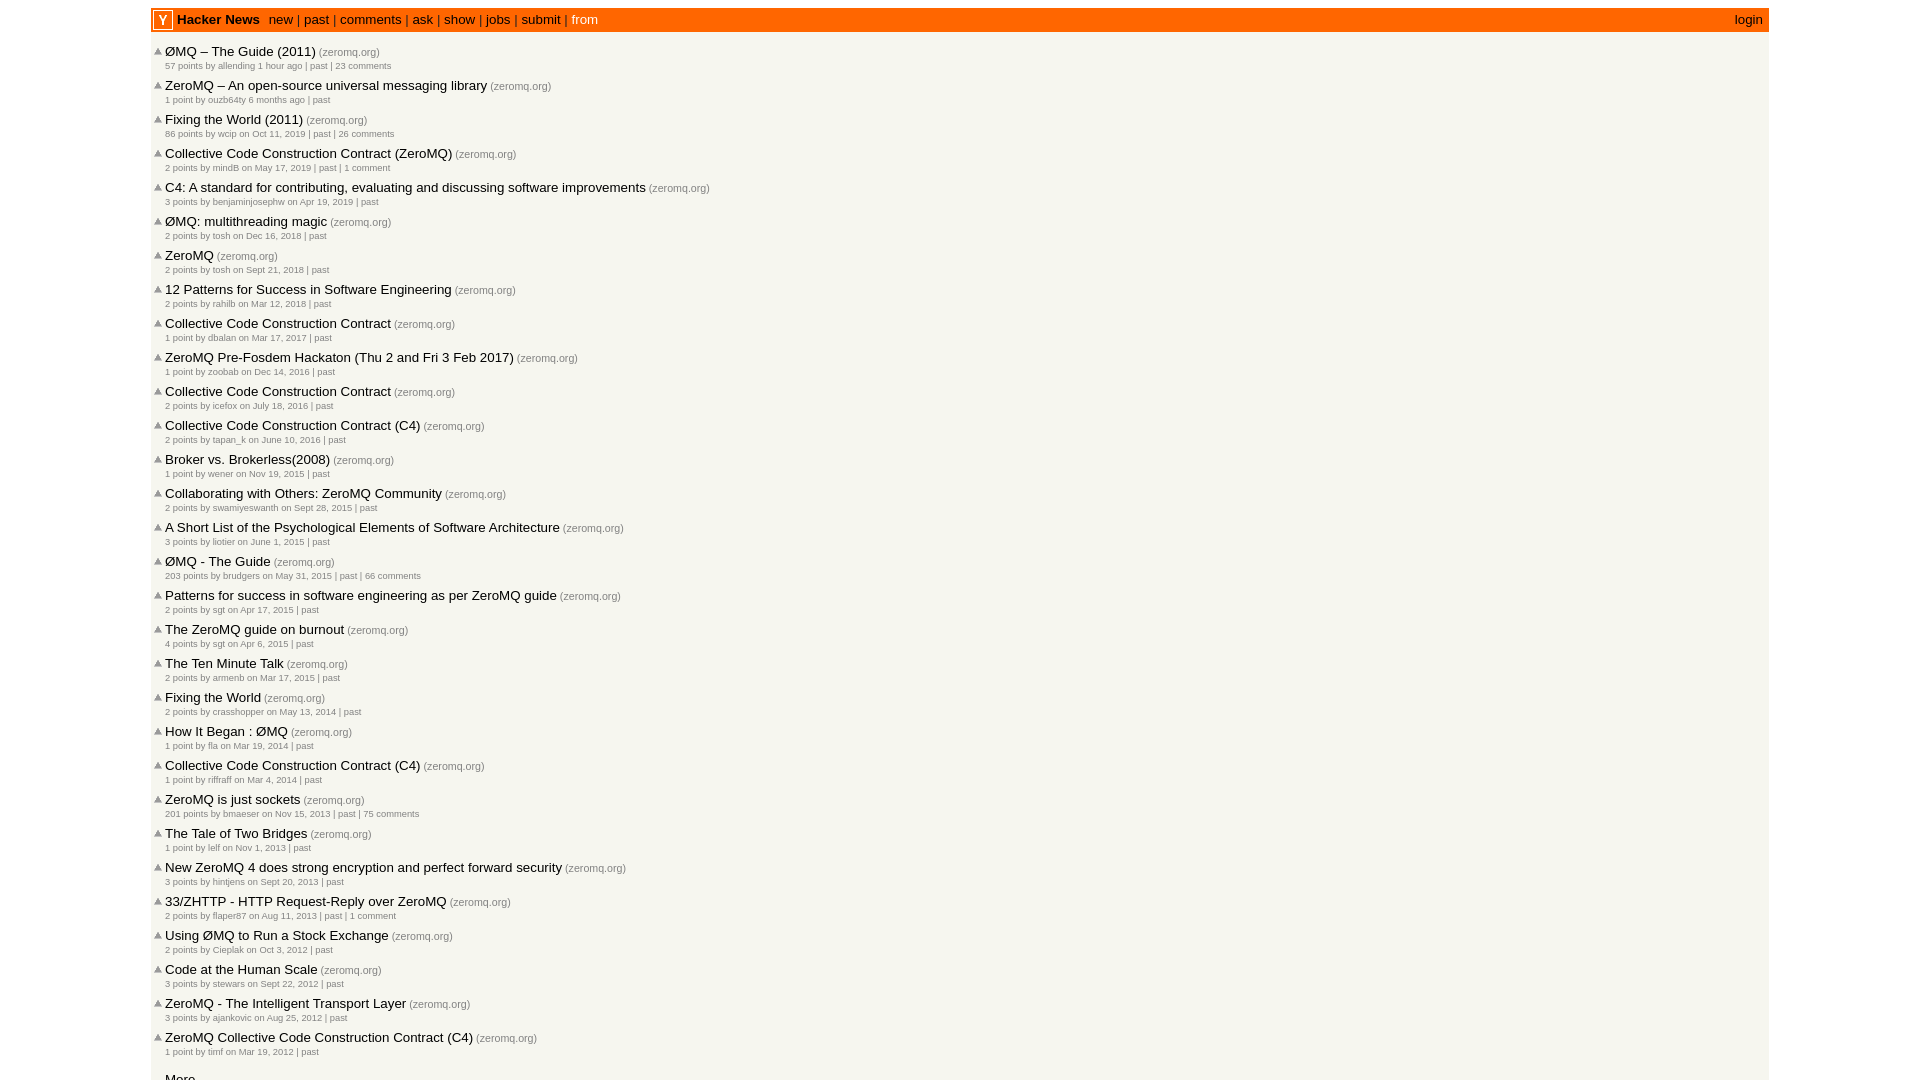 Y Hacker News new | past | comments | ask | show | jobs | submit | from login
ØMQ – The Guide (2011) (zeromq.org)
57 points by allending 1 hour ago | past | 23 comments
ZeroMQ – An open-source universal messaging library (zeromq.org)
1 point by ouzb64ty 6 months ago | past
Fixing the World (2011) (zeromq.org)
86 points by wcip on Oct 11, 2019 | past | 26 comments
Collective Code Construction Contract (ZeroMQ) (zeromq.org)
2 points by mindB on May 17, 2019 | past | 1 comment
C4: A standard for contributing, evaluating and discussing software improvements (zeromq.org)
3 points by benjaminjosephw on Apr 19, 2019 | past
ØMQ: multithreading magic (zeromq.org)
2 points by tosh on Dec 16, 2018 | past
ZeroMQ (zeromq.org)
2 points by tosh on Sept 21, 2018 | past
12 Patterns for Success in Software Engineering (zeromq.org)
2 points by rahilb on Mar 12, 2018 | past
Collective Code Construction Contract (zeromq.org)
1 point by dbalan on Mar 17, 2017 | past
ZeroMQ Pre-Fosdem Hackaton (Thu 2 and Fri 3 Feb 2017) (zeromq.org)
1 point by zoobab on Dec 14, 2016 | past
Collective Code Construction Contract (zeromq.org)
2 points by icefox on July 18, 2016 | past
Collective Code Construction Contract (C4) (zeromq.org)
2 points by tapan_k on June 10, 2016 | past
Broker vs. Brokerless(2008) (zeromq.org)
1 point by wener on Nov 19, 2015 | past
Collaborating with Others: ZeroMQ Community (zeromq.org)
2 points by swamiyeswanth on Sept 28, 2015 | past
A Short List of the Psychological Elements of Software Architecture (zeromq.org)
3 points by liotier on June 1, 2015 | past
ØMQ - The Guide (zeromq.org)
203 points by brudgers on May 31, 2015 | past | 66 comments
Patterns for success in software engineering as per ZeroMQ guide (zeromq.org)
2 points by sgt on Apr 17, 2015 | past
The ZeroMQ guide on burnout (zeromq.org)
4 points by sgt on Apr 6, 2015 | past
The Ten Minute Talk (zeromq.org)
2 points by armenb on Mar 17, 2015 | past
Fixing the World (zeromq.org)
2 points by crasshopper on May 13, 2014 | past
How It Began : ØMQ (zeromq.org)
1 point by fla on Mar 19, 2014 | past
Collective Code Construction Contract (C4) (zeromq.org)
1 point by riffraff on Mar 4, 2014 | past
ZeroMQ is just sockets (zeromq.org)
201 points by bmaeser on Nov 15, 2013 | past | 75 comments
The Tale of Two Bridges (zeromq.org)
1 point by lelf on Nov 1, 2013 | past
New ZeroMQ 4 does strong encryption and perfect forward security (zeromq.org)
3 points by hintjens on Sept 20, 2013 | past
33/ZHTTP - HTTP Request-Reply over ZeroMQ (zeromq.org)
2 points by flaper87 on Aug 11, 2013 | past | 1 comment
Using ØMQ to Run a Stock Exchange (zeromq.org)
2 points by Cieplak on Oct 3, 2012 | past
Code at the Human Scale (zeromq.org)
3 points by stewars on Sept 22, 2012 | past
ZeroMQ - The Intelligent Transport Layer (zeromq.org)
3 points by ajankovic on Aug 25, 2012 | past
ZeroMQ Collective Code Construction Contract (C4) (zeromq.org)
1 point by timf on Mar 19, 2012 | past
More